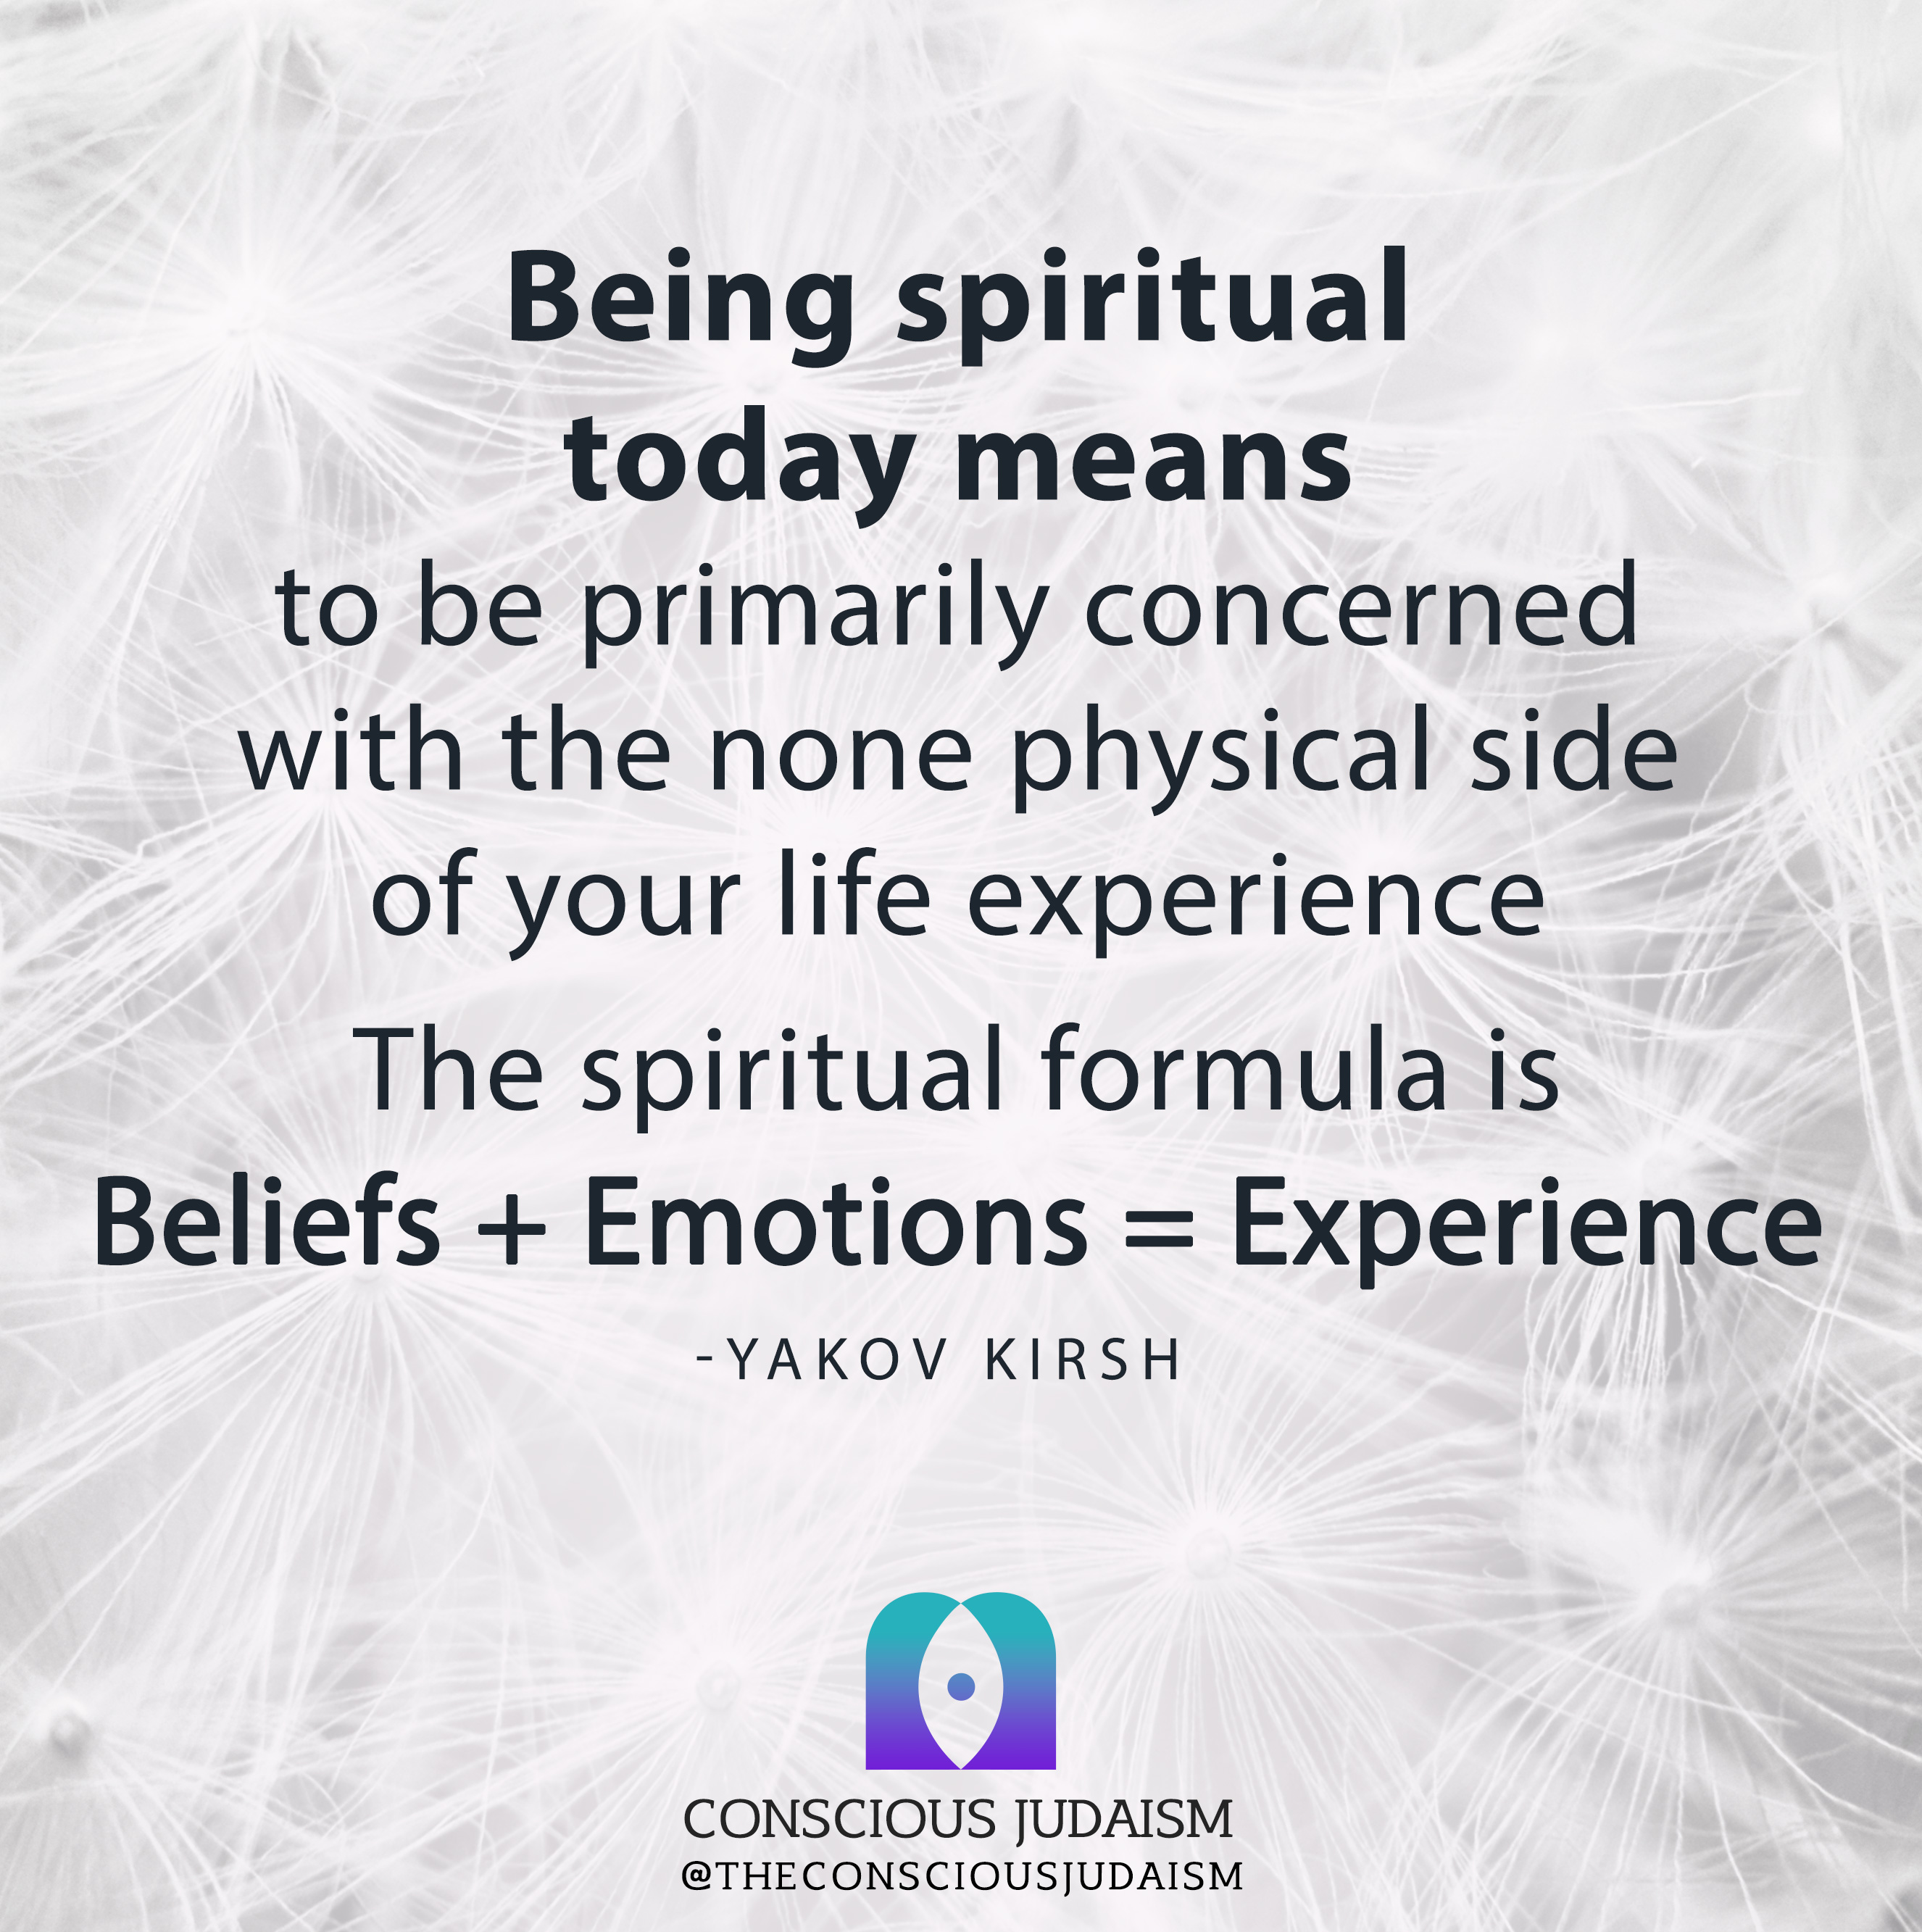 Being spiritual
today means
to be primarily concerned
with the none physical side
of your life experience
The spiritual formula is
Beliefs + Emotions = Experience
-YAKOV KIRSH
CONSCIOUS JUDAISM
@THECONSCIOUSJUDAISM